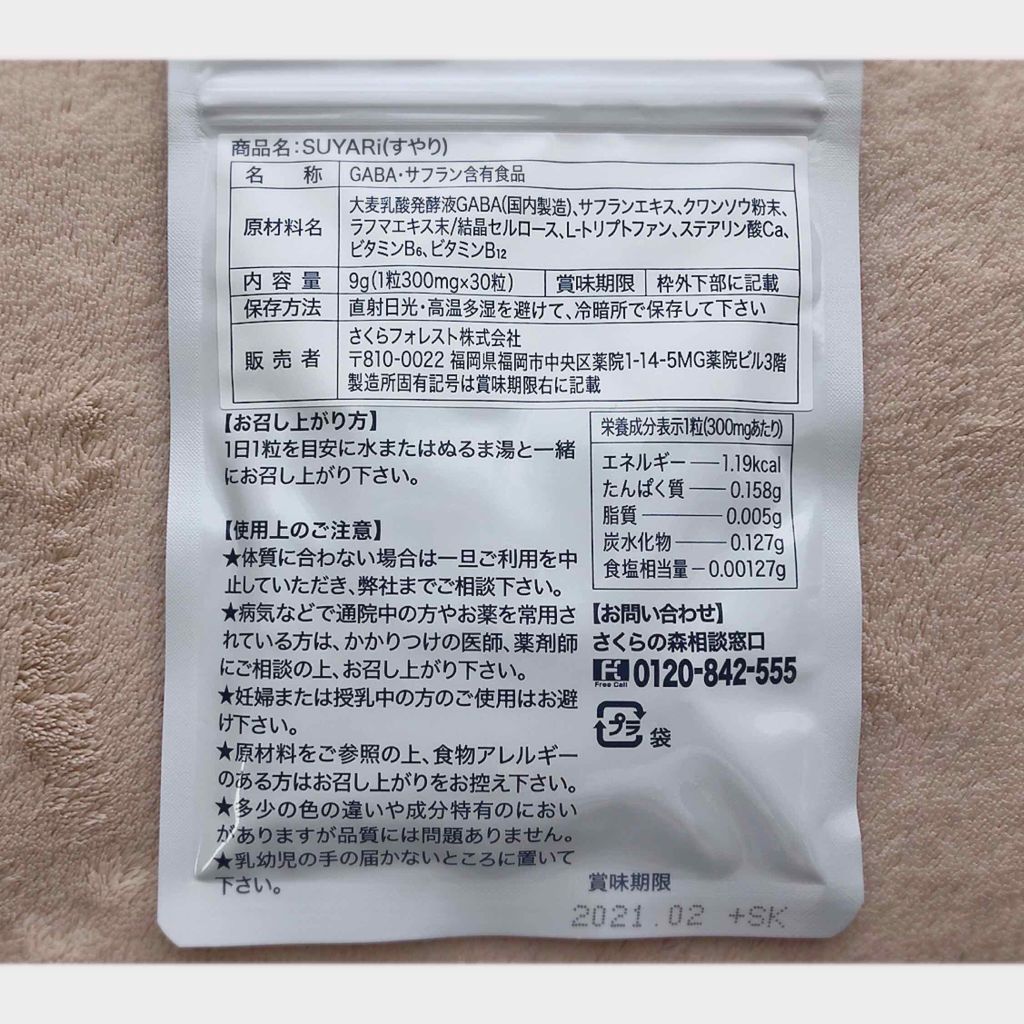 商品名：SUYARi(すやり)
名 称 GABA・サフラン含有食品
原材料名 大麦乳酸発酵液GABA(国内製造)、サフランエキス、クワンソウ粉末、
ラフマエキス末/結晶セルロース、L-トリプトファン、ステアリン酸Ca、
ビタミンB₆、ビタミンB₁₂
内 容 量 9g(1粒300mg×30粒) 賞味期限 枠外下部に記載
保存方法 直射日光・高温多湿を避けて、冷暗所で保存して下さい
販 売 者 さくらフォレスト株式会社
〒810-0022 福岡県福岡市中央区薬院1-14-5MG薬院ビル3階
製造所固有記号は賞味期限右に記載
【お召し上がり方】
1日1粒を目安に水またはぬるま湯と一緒
にお召し上がり下さい。
【使用上のご注意】
★体質に合わない場合は一旦ご利用を中
止していただき、弊社までご相談下さい。
★病気などで通院中の方やお薬を常用さ
れている方は、かかりつけの医師、薬剤師
にご相談の上、お召し上がり下さい。
★妊婦または授乳中の方のご使用はお避
け下さい。
★原材料をご参照の上、食物アレルギー
のある方はお召し上がりをお控え下さい。
★多少の色の違いや成分特有のにおい
がありますが品質には問題ありません。
★乳幼児の手の届かないところに置いて
下さい。
栄養成分表示1粒(300mgあたり)
エネルギー ― 1.19kcal
たんぱく質 ― 0.158g
脂質 ― 0.005g
炭水化物 ― 0.127g
食塩相当量 ― 0.00127g
【お問い合わせ】
さくらの森相談窓口
Free Call 0120-842-555
プラ 袋
賞味期限
2021.02 +SK